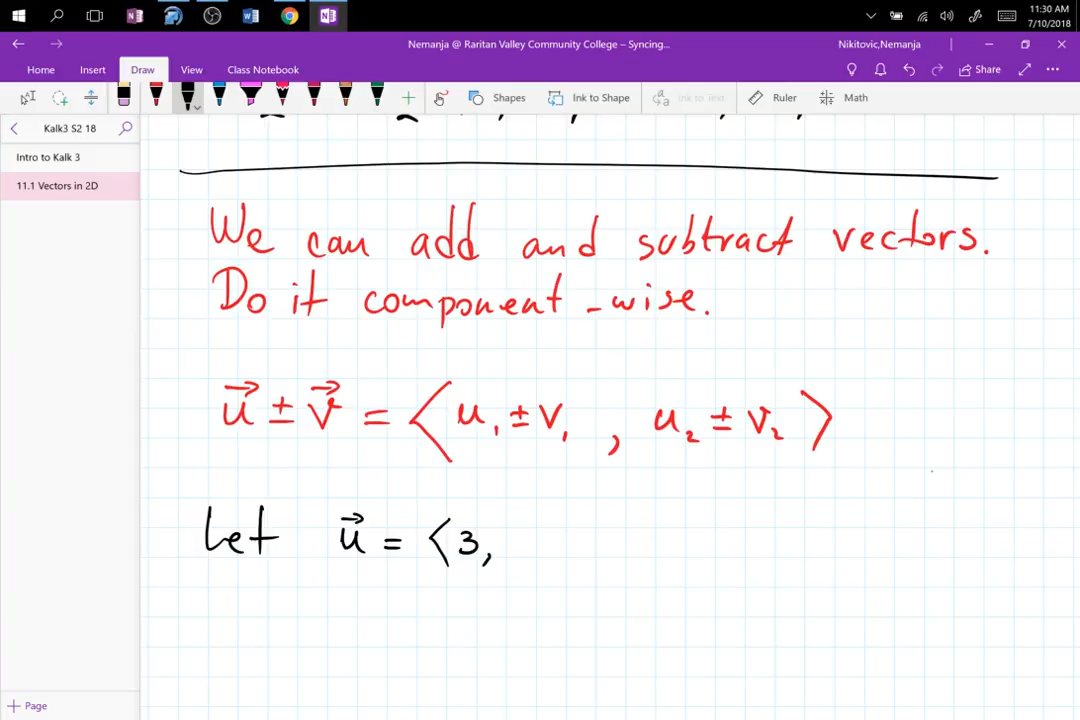 11:30 AM
7/10/2018
Nemanja @ Raritan Valley Community College – Syncing...
Nikitovic,Nemanja
Home Insert Draw View Class Notebook Share
Shapes Ink to Shape Ink to Text Ruler Math
Kalk3 S2 18
Intro to Kalk 3
11.1 Vectors in 2D
We can add and subtract vectors.
Do it component-wise.
u⃗ ± v⃗ = ⟨u₁ ± v₁, u₂ ± v₂⟩
Let u⃗ = ⟨3,
+ Page